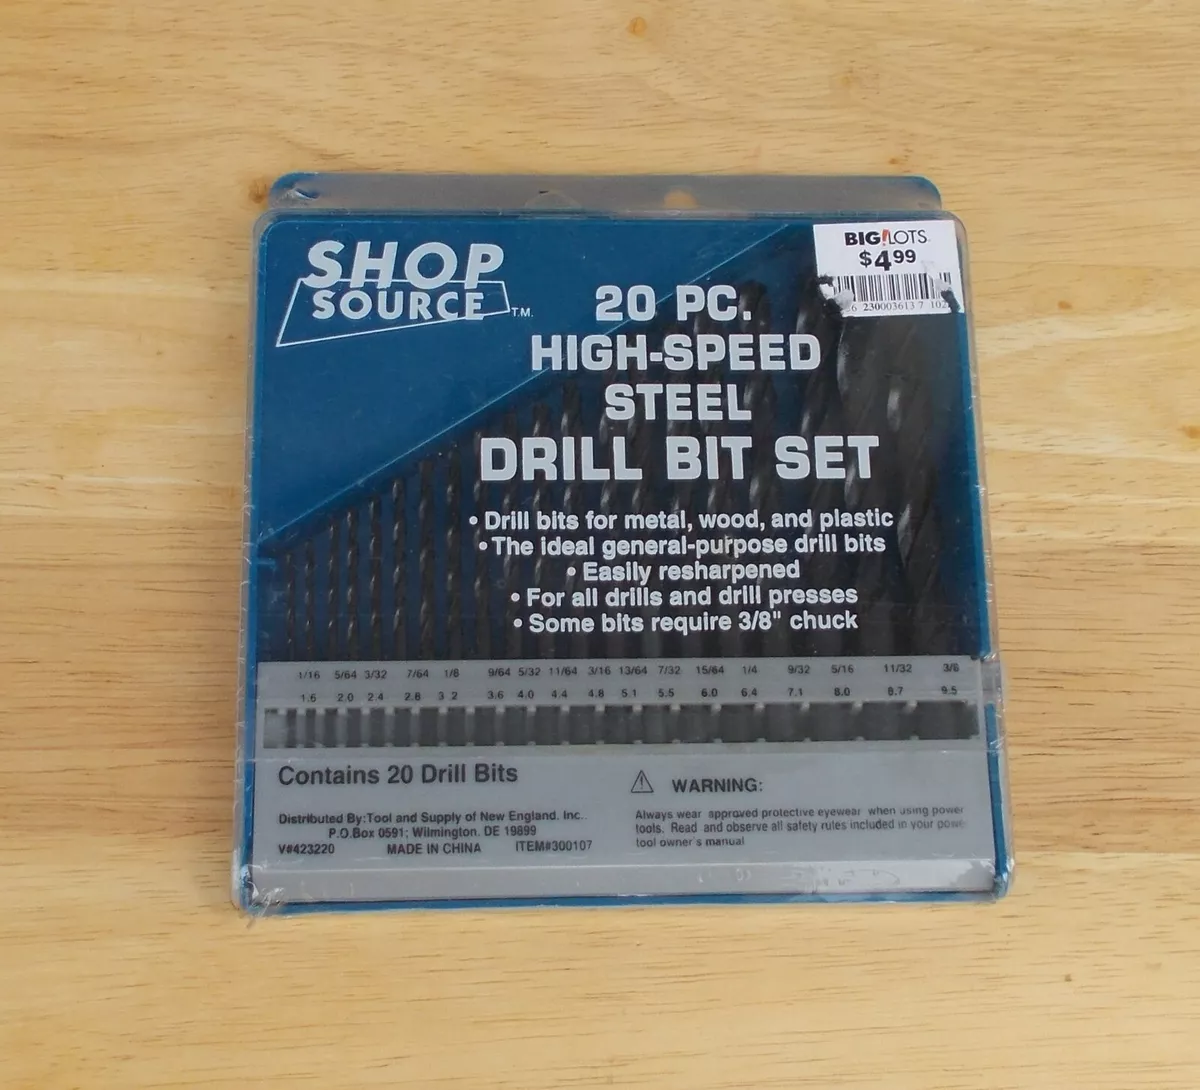 SHOP
SOURCE T.M.
BIG!LOTS
$4.99
230003613 7
20 PC.
HIGH-SPEED
STEEL
DRILL BIT SET
• Drill bits for metal, wood, and plastic
• The ideal general-purpose drill bits
• Easily resharpened
• For all drills and drill presses
• Some bits require 3/8" chuck
1/16 5/64 3/32 7/64 1/8 9/64 5/32 11/64 3/16 13/64 7/32 15/64 1/4 9/32 5/16 11/32 3/8
1.6 2.0 2.4 2.8 3.2 3.6 4.0 4.4 4.8 5.1 5.5 6.0 6.4 7.1 8.0 8.7 9.5
Contains 20 Drill Bits
Distributed By:Tool and Supply of New England. Inc.
P.O.Box 0591; Wilmington. DE 19899
V#423220 MADE IN CHINA ITEM#300107
WARNING:
Always wear approved protective eyewear when using power
tools. Read and observe all safety rules included in your power
tool owner's manual